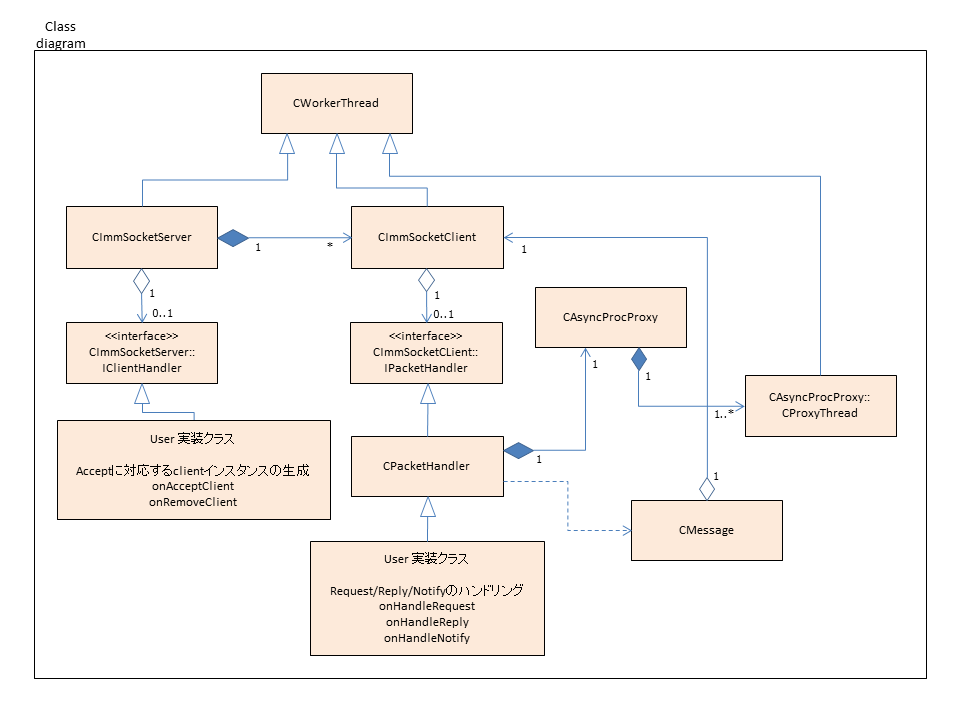 Class
diagram
CWorkerThread
CImmSocketServer
1
*
CImmSocketClient
1
1
0..1
1
0..1
<<interface>>
CImmSocketServer::
IClientHandler
<<interface>>
CImmSocketCLient::
IPacketHandler
CAsyncProcProxy
1
1
1..*
CAsyncProcProxy::
CProxyThread
User 実装クラス
Acceptに対応するclientインスタンスの生成
onAcceptClient
onRemoveClient
CPacketHandler
1
1
CMessage
User 実装クラス
Request/Reply/Notifyのハンドリング
onHandleRequest
onHandleReply
onHandleNotify